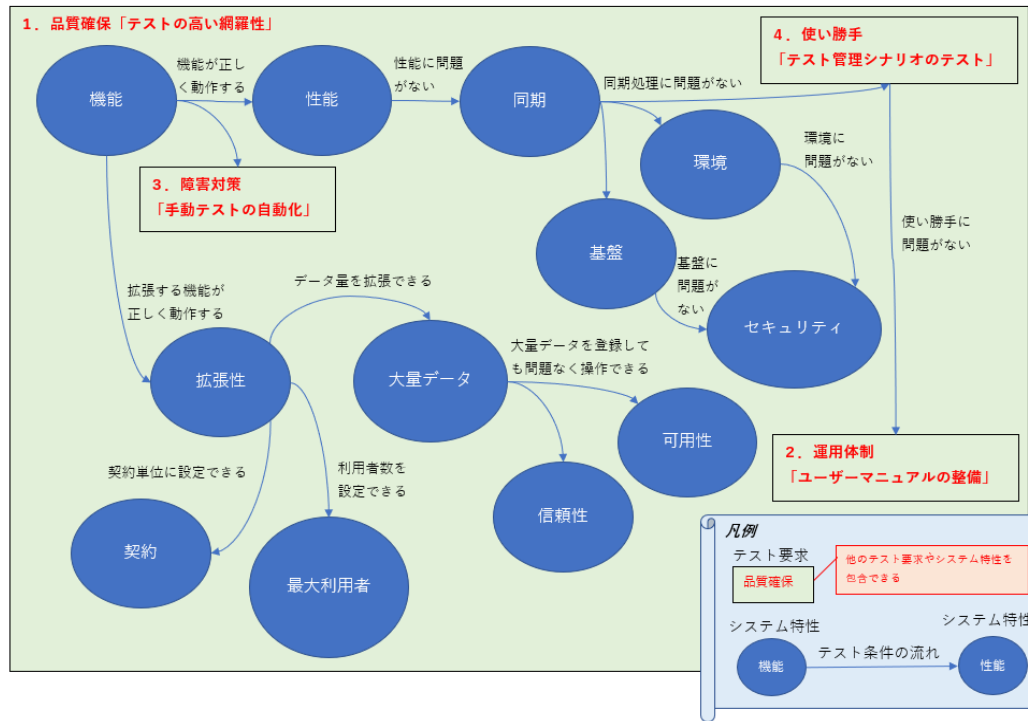 1．品質確保「テストの高い網羅性」
4．使い勝手
「テスト管理シナリオのテスト」
機能
機能が正し
く動作する
性能
性能に問題
がない
同期
同期処理に問題がない
環境
環境に
問題がない
3．障害対策
「手動テストの自動化」
基盤
基盤に
問題が
ない
使い勝手に
問題がない
セキュリティ
拡張する機能が
正しく動作する
データ量を拡張できる
拡張性
大量データ
大量データを登録して
も問題なく操作できる
可用性
信頼性
契約単位に設定できる
利用者数を
設定できる
契約
最大利用者
2．運用体制
「ユーザーマニュアルの整備」
凡例
テスト要求
品質確保
他のテスト要求やシステム特性を
包含できる
システム特性
機能
テスト条件の流れ
システム特性
性能